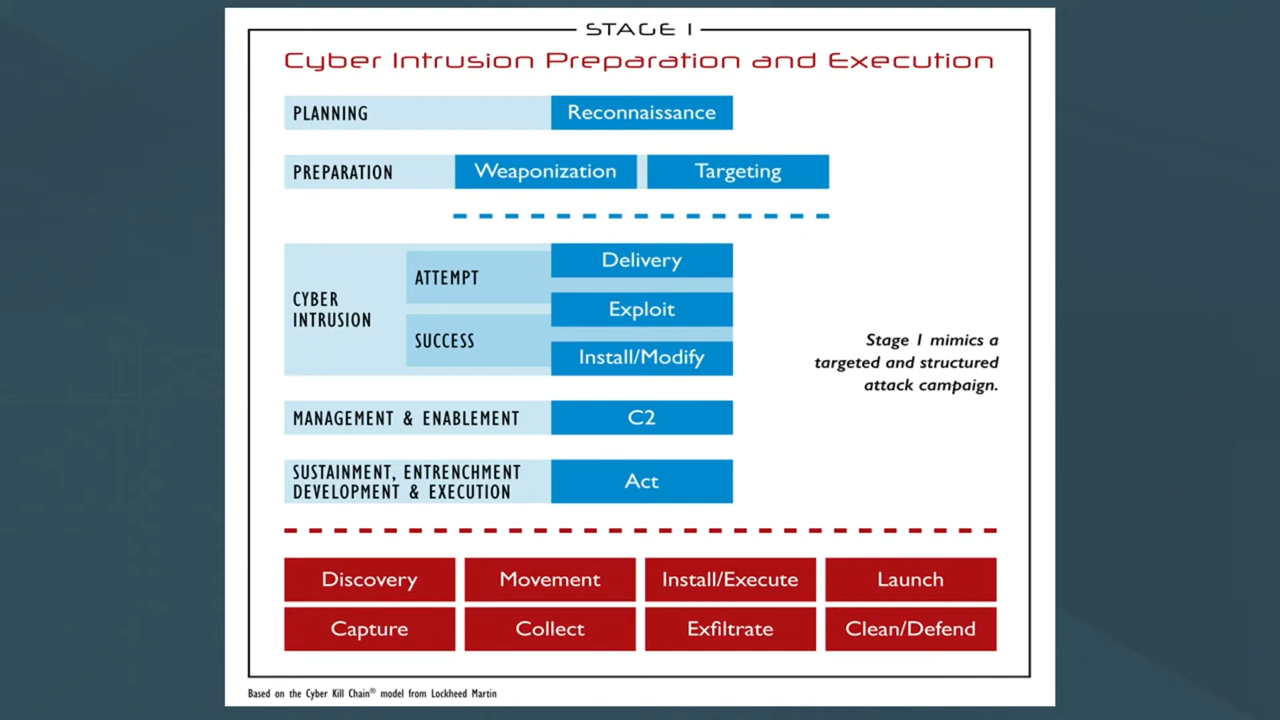 STAGE 1
Cyber Intrusion Preparation and Execution
PLANNING
Reconnaissance
PREPARATION
Weaponization
Targeting
CYBER
INTRUSION
ATTEMPT
SUCCESS
Delivery
Exploit
Install/Modify
Stage 1 mimics a
targeted and structured
attack campaign.
MANAGEMENT & ENABLEMENT
C2
SUSTAINMENT, ENTRENCHMENT
DEVELOPMENT & EXECUTION
Act
Discovery
Movement
Install/Execute
Launch
Capture
Collect
Exfiltrate
Clean/Defend
Based on the Cyber Kill Chain® model from Lockheed Martin